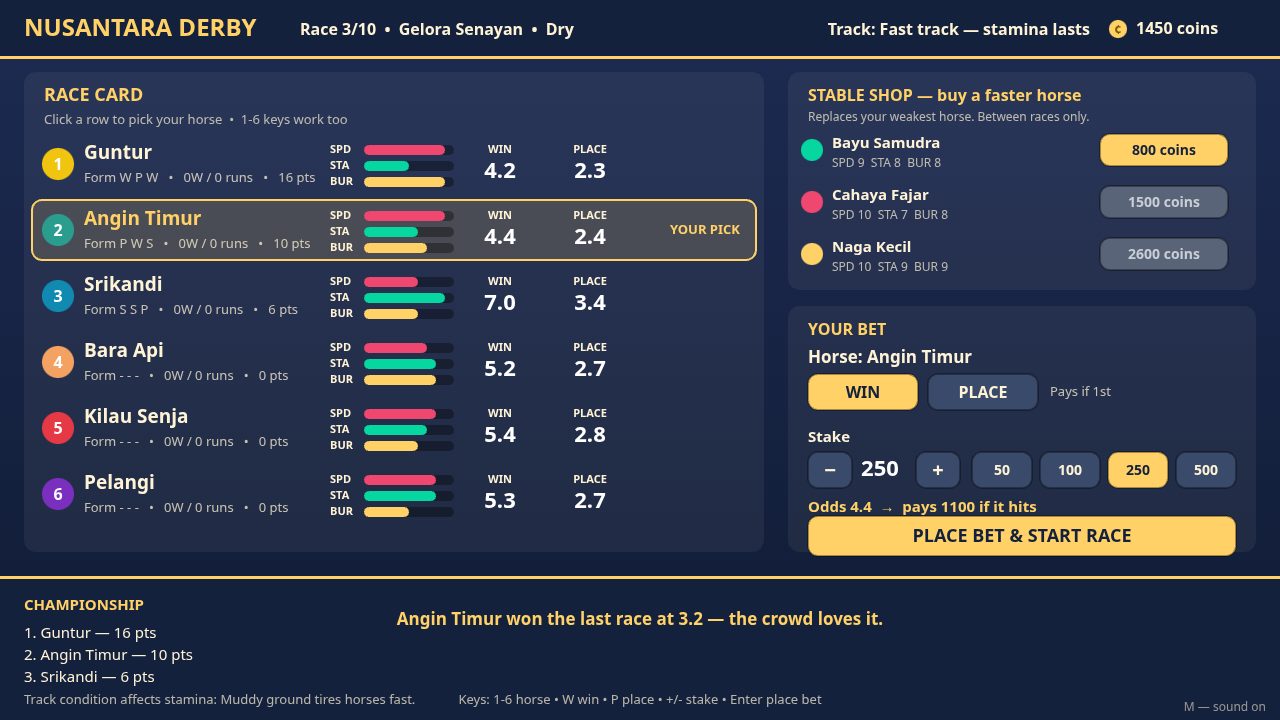 NUSANTARA DERBY
Race 3/10 • Gelora Senayan • Dry
Track: Fast track — stamina lasts
¢ 1450 coins
RACE CARD
Click a row to pick your horse • 1-6 keys work too
1 Guntur
Form W P W • 0W / 0 runs • 16 pts
SPD
STA
BUR
WIN
4.2
PLACE
2.3
2 Angin Timur
Form P W S • 0W / 0 runs • 10 pts
SPD
STA
BUR
WIN
4.4
PLACE
2.4
YOUR PICK
3 Srikandi
Form S S P • 0W / 0 runs • 6 pts
SPD
STA
BUR
WIN
7.0
PLACE
3.4
4 Bara Api
Form - - - • 0W / 0 runs • 0 pts
SPD
STA
BUR
WIN
5.2
PLACE
2.7
5 Kilau Senja
Form - - - • 0W / 0 runs • 0 pts
SPD
STA
BUR
WIN
5.4
PLACE
2.8
6 Pelangi
Form - - - • 0W / 0 runs • 0 pts
SPD
STA
BUR
WIN
5.3
PLACE
2.7
STABLE SHOP — buy a faster horse
Replaces your weakest horse. Between races only.
Bayu Samudra
SPD 9 STA 8 BUR 8
800 coins
Cahaya Fajar
SPD 10 STA 7 BUR 8
1500 coins
Naga Kecil
SPD 10 STA 9 BUR 9
2600 coins
YOUR BET
Horse: Angin Timur
WIN PLACE Pays if 1st
Stake
− 250 + 50 100 250 500
Odds 4.4 → pays 1100 if it hits
PLACE BET & START RACE
CHAMPIONSHIP
1. Guntur — 16 pts
2. Angin Timur — 10 pts
3. Srikandi — 6 pts
Angin Timur won the last race at 3.2 — the crowd loves it.
Track condition affects stamina: Muddy ground tires horses fast.
Keys: 1-6 horse • W win • P place • +/- stake • Enter place bet
M — sound on